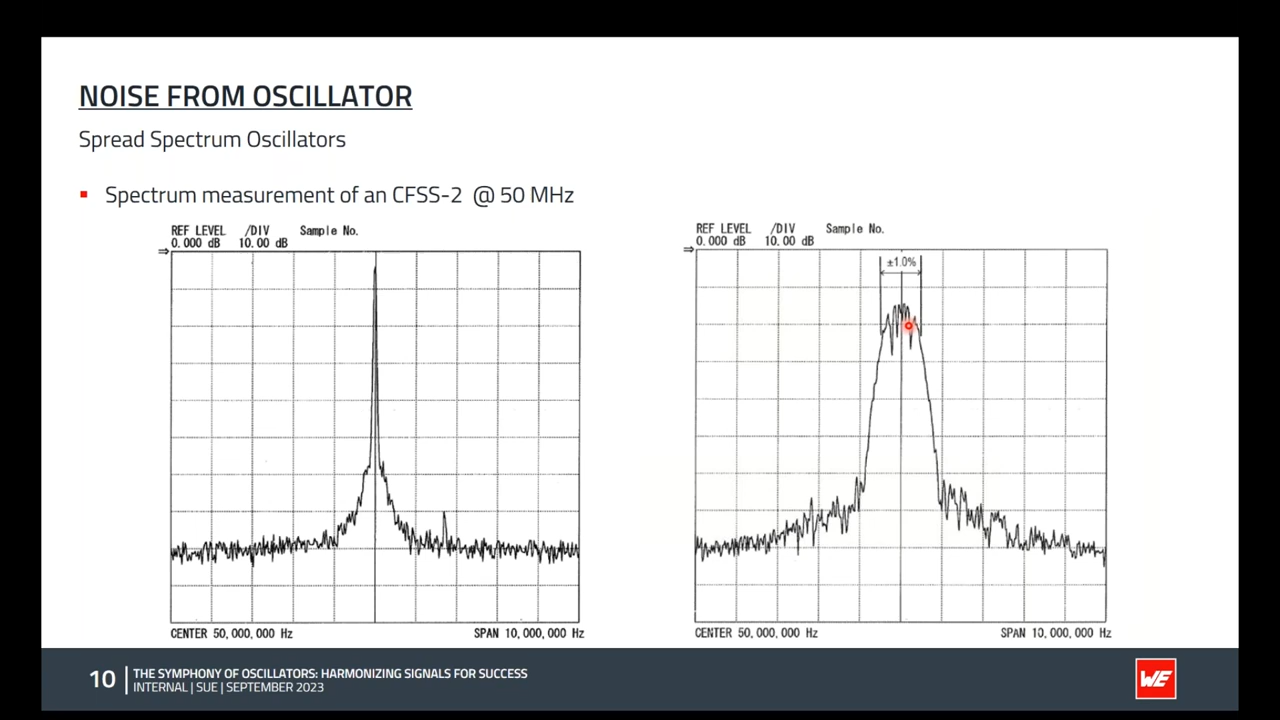 NOISE FROM OSCILLATOR
Spread Spectrum Oscillators
Spectrum measurement of an CFSS-2 @ 50 MHz
REF LEVEL /DIV Sample No.
0.000 dB 10.00 dB
CENTER 50,000,000 Hz SPAN 10,000,000 Hz
REF LEVEL /DIV Sample No.
0.000 dB 10.00 dB
±1.0%
CENTER 50,000,000 Hz SPAN 10,000,000 Hz
10
THE SYMPHONY OF OSCILLATORS: HARMONIZING SIGNALS FOR SUCCESS
INTERNAL | SUE | SEPTEMBER 2023
WE